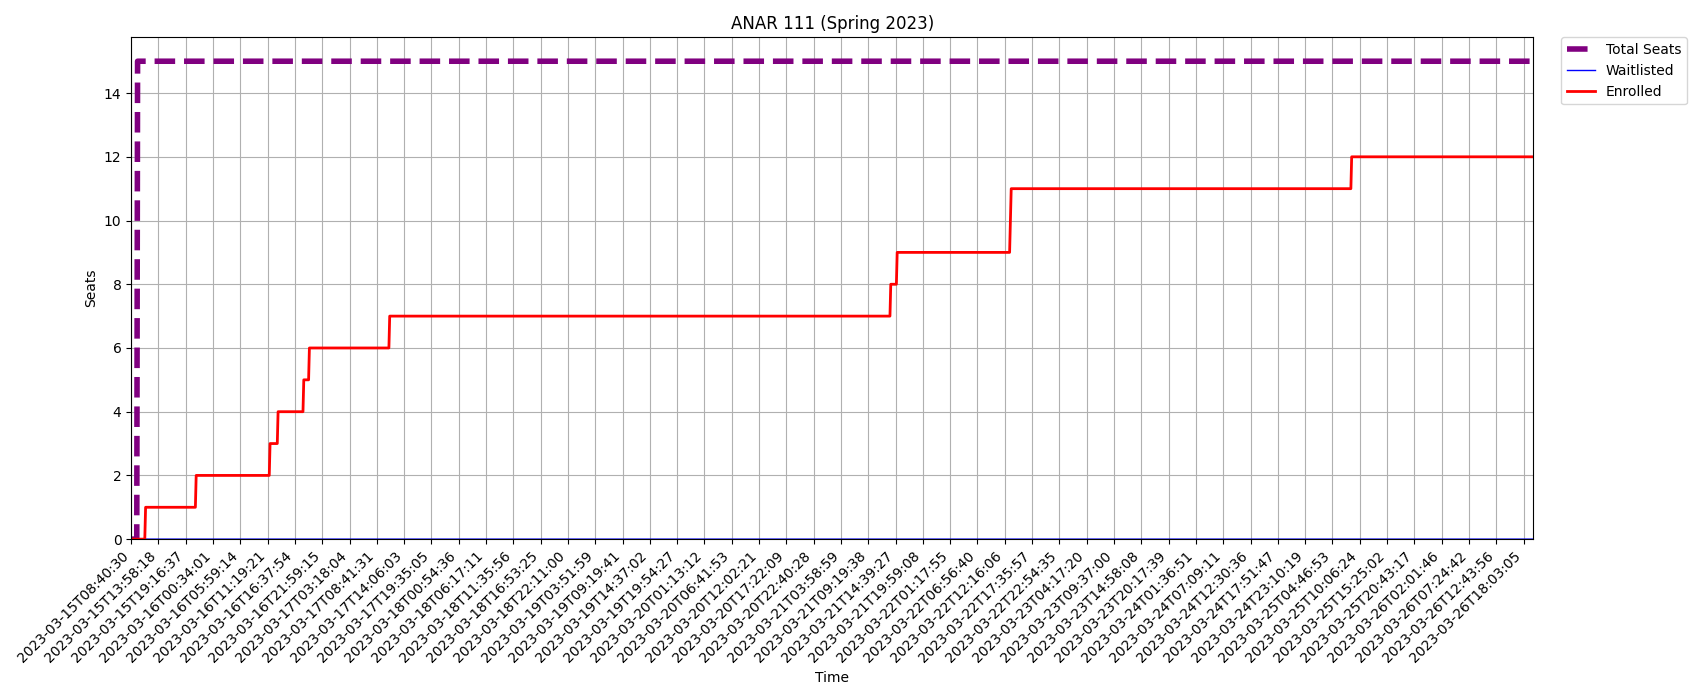 ANAR 111 (Spring 2023)
Total Seats
Waitlisted
Enrolled
Seats
14
12
10
8
6
4
2
0
2023-03-15T08:40:30
2023-03-15T13:58:18
2023-03-15T19:16:37
2023-03-16T00:34:01
2023-03-16T05:59:14
2023-03-16T11:19:21
2023-03-16T16:37:54
2023-03-16T21:59:15
2023-03-17T03:18:04
2023-03-17T08:41:31
2023-03-17T14:06:03
2023-03-17T19:35:05
2023-03-18T00:54:36
2023-03-18T06:17:11
2023-03-18T11:35:56
2023-03-18T16:53:25
2023-03-18T22:11:00
2023-03-19T03:51:59
2023-03-19T09:19:41
2023-03-19T14:37:02
2023-03-19T19:54:27
2023-03-20T01:13:12
2023-03-20T06:41:53
2023-03-20T12:02:21
2023-03-20T17:22:09
2023-03-20T22:40:28
2023-03-21T03:58:59
2023-03-21T09:19:38
2023-03-21T14:39:27
2023-03-21T19:59:08
2023-03-22T01:17:55
2023-03-22T06:56:40
2023-03-22T12:16:06
2023-03-22T17:35:57
2023-03-22T22:54:35
2023-03-23T04:17:20
2023-03-23T09:37:00
2023-03-23T14:58:08
2023-03-23T20:17:39
2023-03-24T01:36:51
2023-03-24T07:09:11
2023-03-24T12:30:36
2023-03-24T17:51:47
2023-03-24T23:10:19
2023-03-25T04:46:53
2023-03-25T10:06:24
2023-03-25T15:25:02
2023-03-25T20:43:17
2023-03-26T02:01:46
2023-03-26T07:24:42
2023-03-26T12:43:56
2023-03-26T18:03:05
Time